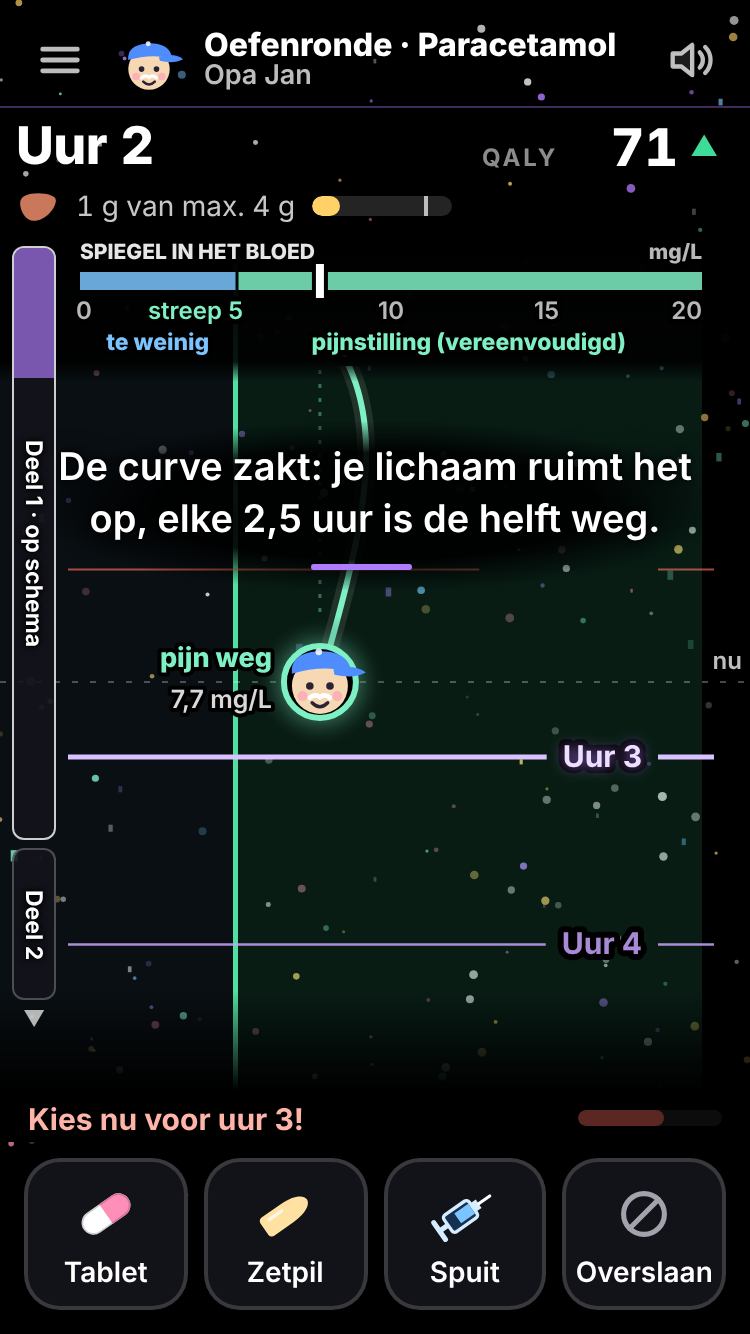 Oefenronde · Paracetamol
Opa Jan
Uur 2
QALY
71
1 g van max. 4 g
SPIEGEL IN HET BLOED
mg/L
0
streep 5
10
15
20
te weinig
pijnstilling (vereenvoudigd)
De curve zakt: je lichaam ruimt het
op, elke 2,5 uur is de helft weg.
Deel 1 · op schema
pijn weg
nu
7,7 mg/L
Uur 3
Deel 2
Uur 4
Kies nu voor uur 3!
Tablet
Zetpil
Spuit
Overslaan